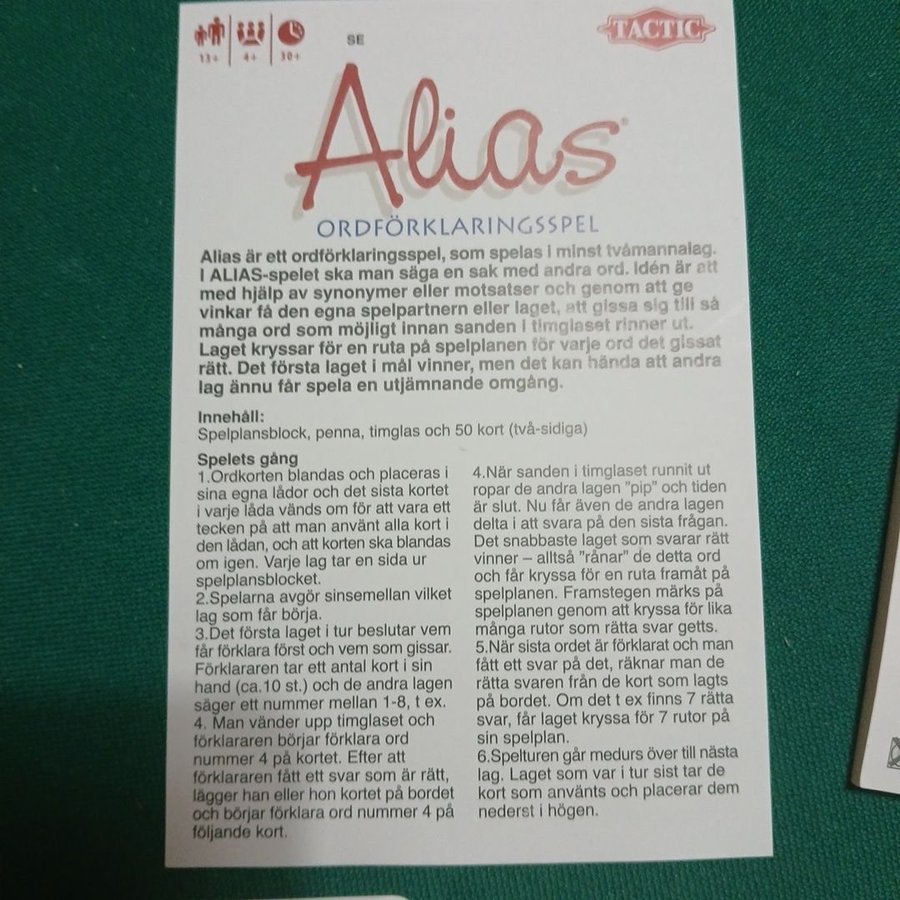 SE
TACTIC
13+
4+
30+
Alias
ORDFÖRKLARINGSSPEL
Alias är ett ordförklaringsspel, som spelas i minst tvåmannalag.
I ALIAS-spelet ska man säga en sak med andra ord. Idén är att
med hjälp av synonymer eller motsatser och genom att ge
vinkar få den egna spelpartnern eller laget, att gissa sig till så
många ord som möjligt innan sanden i timglaset rinner ut.
Laget kryssar för en ruta på spelplanen för varje ord det gissat
rätt. Det första laget i mål vinner, men det kan hända att andra
lag ännu får spela en utjämnande omgång.
Innehåll:
Spelplansblock, penna, timglas och 50 kort (två-sidiga)
Spelets gång
1.Ordkorten blandas och placeras i
sina egna lådor och det sista kortet
i varje låda vänds om för att vara ett
tecken på att man använt alla kort i
den lådan, och att korten ska blandas
om igen. Varje lag tar en sida ur
spelplansblocket.
2.Spelarna avgör sinsemellan vilket
lag som får börja.
3.Det första laget i tur beslutar vem
får förklara först och vem som gissar.
Förklararen tar ett antal kort i sin
hand (ca.10 st.) och de andra lagen
säger ett nummer mellan 1-8, t ex.
4. Man vänder upp timglaset och
förklararen börjar förklara ord
nummer 4 på kortet. Efter att
förklararen fått ett svar som är rätt,
lägger han eller hon kortet på bordet
och börjar förklara ord nummer 4 på
följande kort.
4.När sanden i timglaset runnit ut
ropar de andra lagen ”pip” och tiden
är slut. Nu får även de andra lagen
delta i att svara på den sista frågan.
Det snabbaste laget som svarar rätt
vinner – alltså ”rånar” de detta ord
och får kryssa för en ruta framåt på
spelplanen. Framstegen märks på
spelplanen genom att kryssa för lika
många rutor som rätta svar getts.
5.När sista ordet är förklarat och man
fått ett svar på det, räknar man de
rätta svaren från de kort som lagts
på bordet. Om det t ex finns 7 rätta
svar, får laget kryssa för 7 rutor på
sin spelplan.
6.Spelturen går medurs över till nästa
lag. Laget som var i tur sist tar de
kort som använts och placerar dem
nederst i högen.